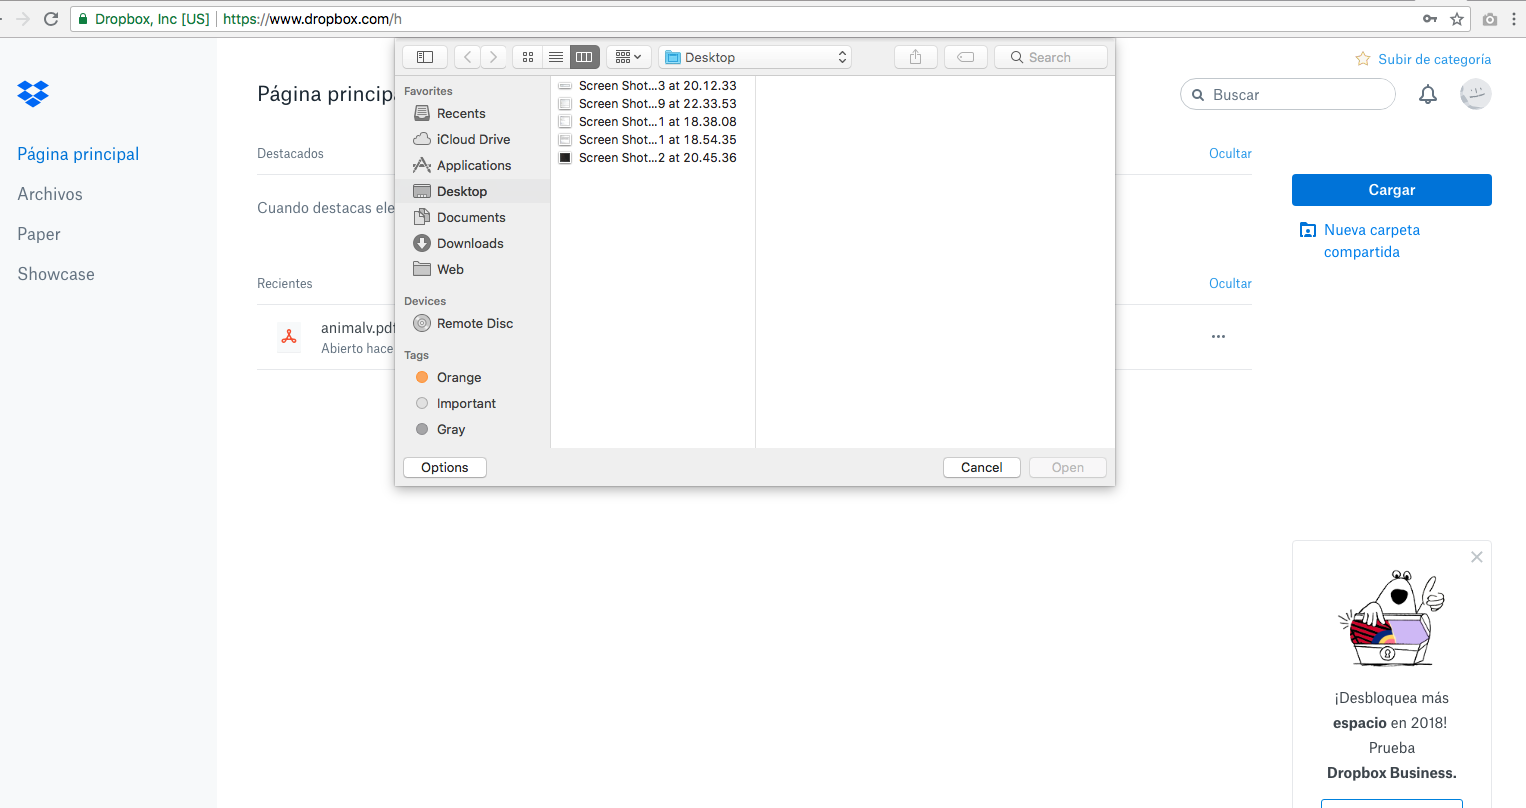 Dropbox, Inc [US] https://www.dropbox.com/h
Desktop
Search
Subir de categoría
Página principa
Buscar
Favorites
Recents
iCloud Drive
Applications
Desktop
Documents
Downloads
Web
Devices
Remote Disc
Tags
Orange
Important
Gray
Screen Shot...3 at 20.12.33
Screen Shot...9 at 22.33.53
Screen Shot...1 at 18.38.08
Screen Shot...1 at 18.54.35
Screen Shot...2 at 20.45.36
Options
Cancel
Open
Página principal
Archivos
Paper
Showcase
Destacados
Ocultar
Cuando destacas ele
Recientes
Ocultar
animalv.pdf
Abierto hace
Cargar
Nueva carpeta
compartida
¡Desbloquea más
espacio en 2018!
Prueba
Dropbox Business.